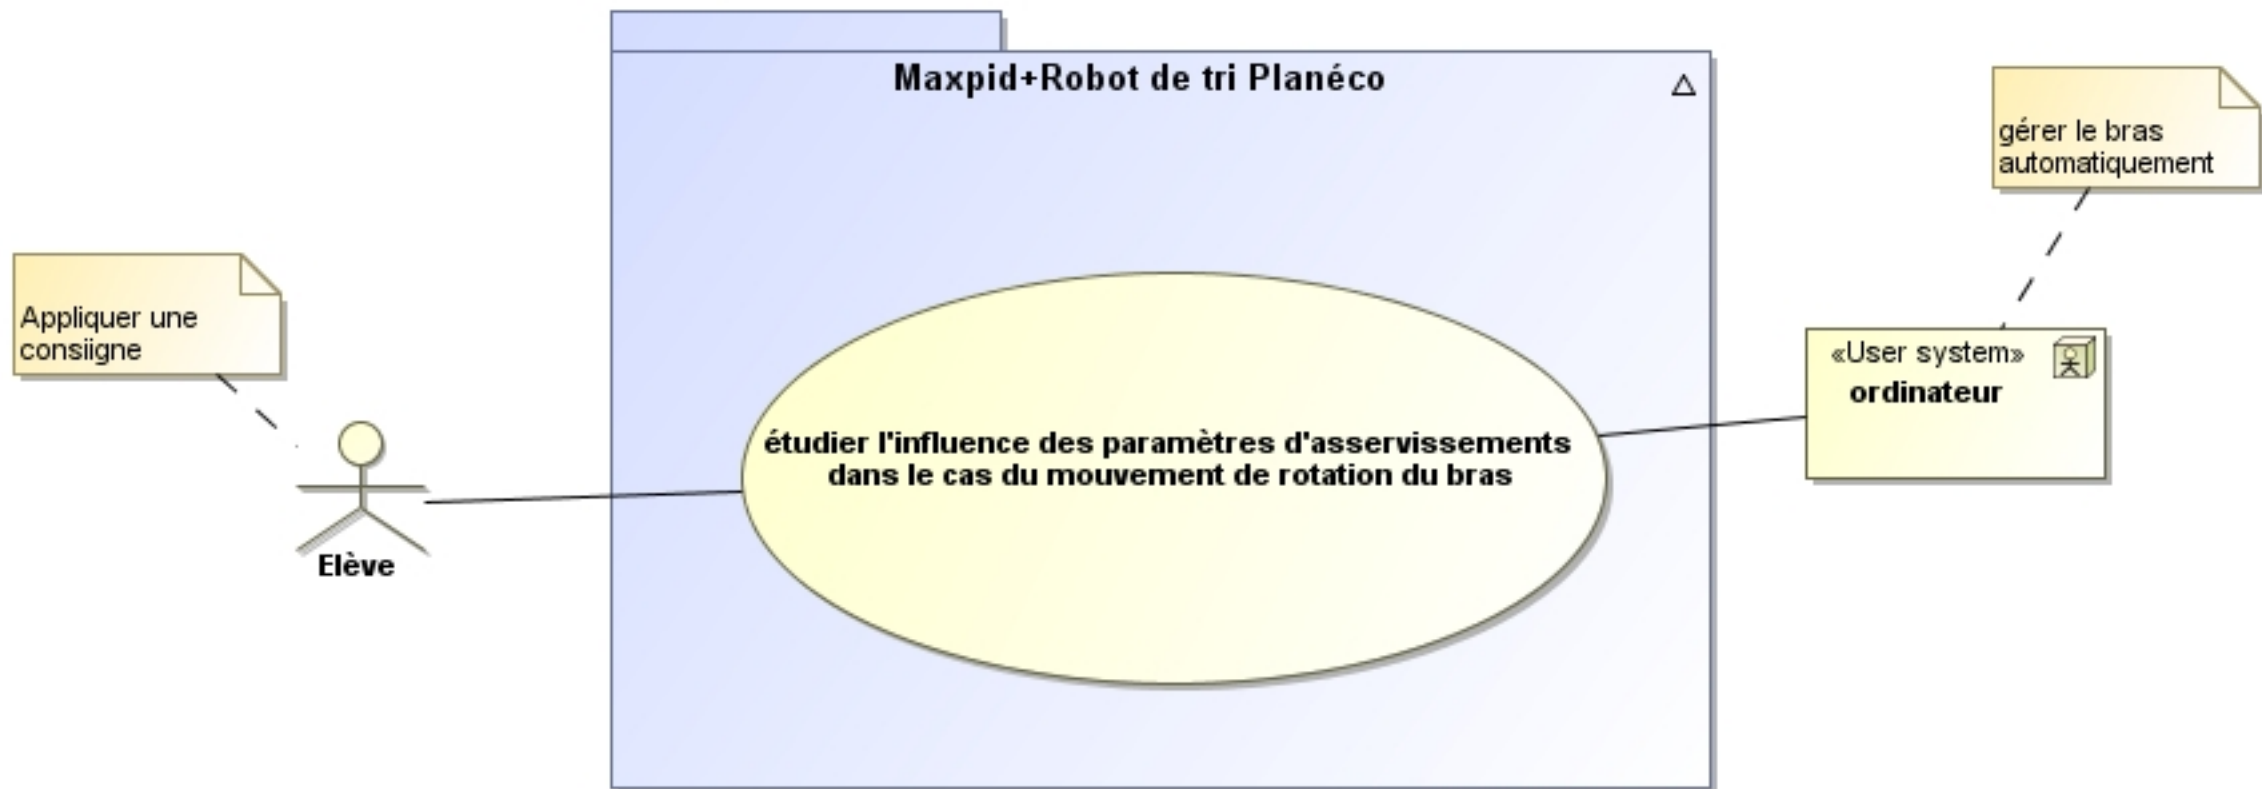 Maxpid+Robot de tri Planéco
gérer le bras
automatiquement
Appliquer une
consiigne
«User system»
ordinateur
étudier l'influence des paramètres d'asservissements
dans le cas du mouvement de rotation du bras
Elève